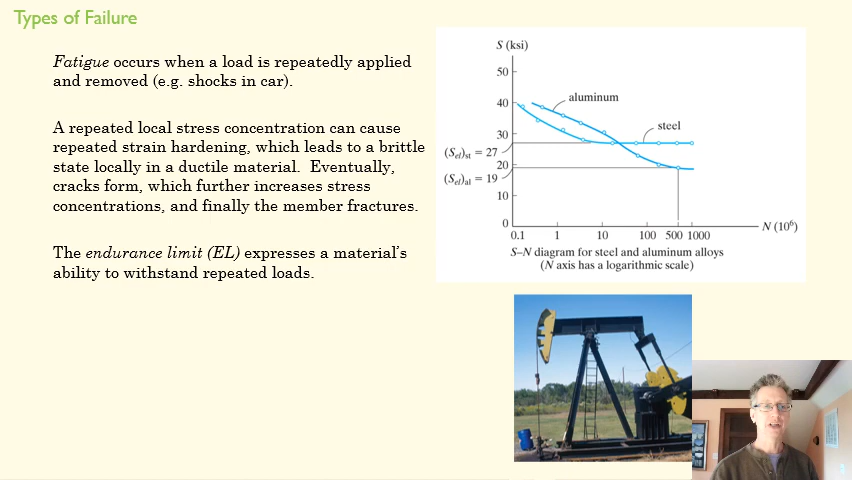 Types of Failure
Fatigue occurs when a load is repeatedly applied
and removed (e.g. shocks in car).
A repeated local stress concentration can cause
repeated strain hardening, which leads to a brittle
state locally in a ductile material. Eventually,
cracks form, which further increases stress
concentrations, and finally the member fractures.
The endurance limit (EL) expresses a material's
ability to withstand repeated loads.
S (ksi)
50
40
aluminum
steel
30
(Sel)st = 27
20
(Sel)al = 19
10
0
N (10⁶)
0.1 1 10 100 500 1000
S–N diagram for steel and aluminum alloys
(N axis has a logarithmic scale)